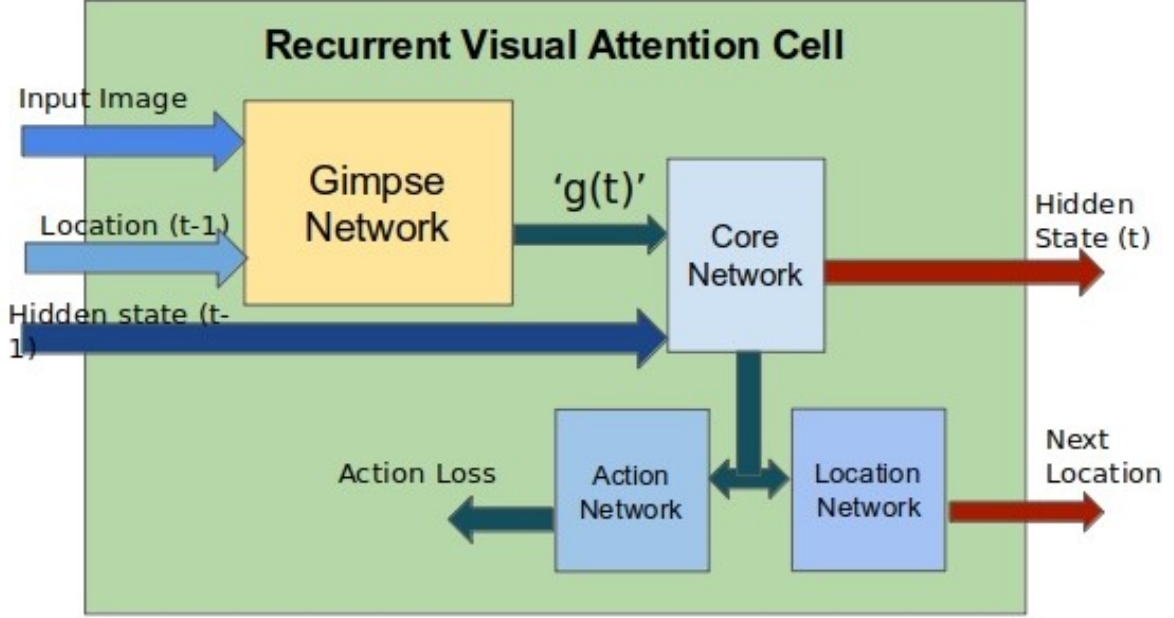 Recurrent Visual Attention Cell
Input Image
Gimpse
Network
Location (t-1)
‘g(t)’
Core
Network
Hidden
State (t)
Hidden state (t-
1)
Action Loss
Action
Network
Location
Network
Next
Location